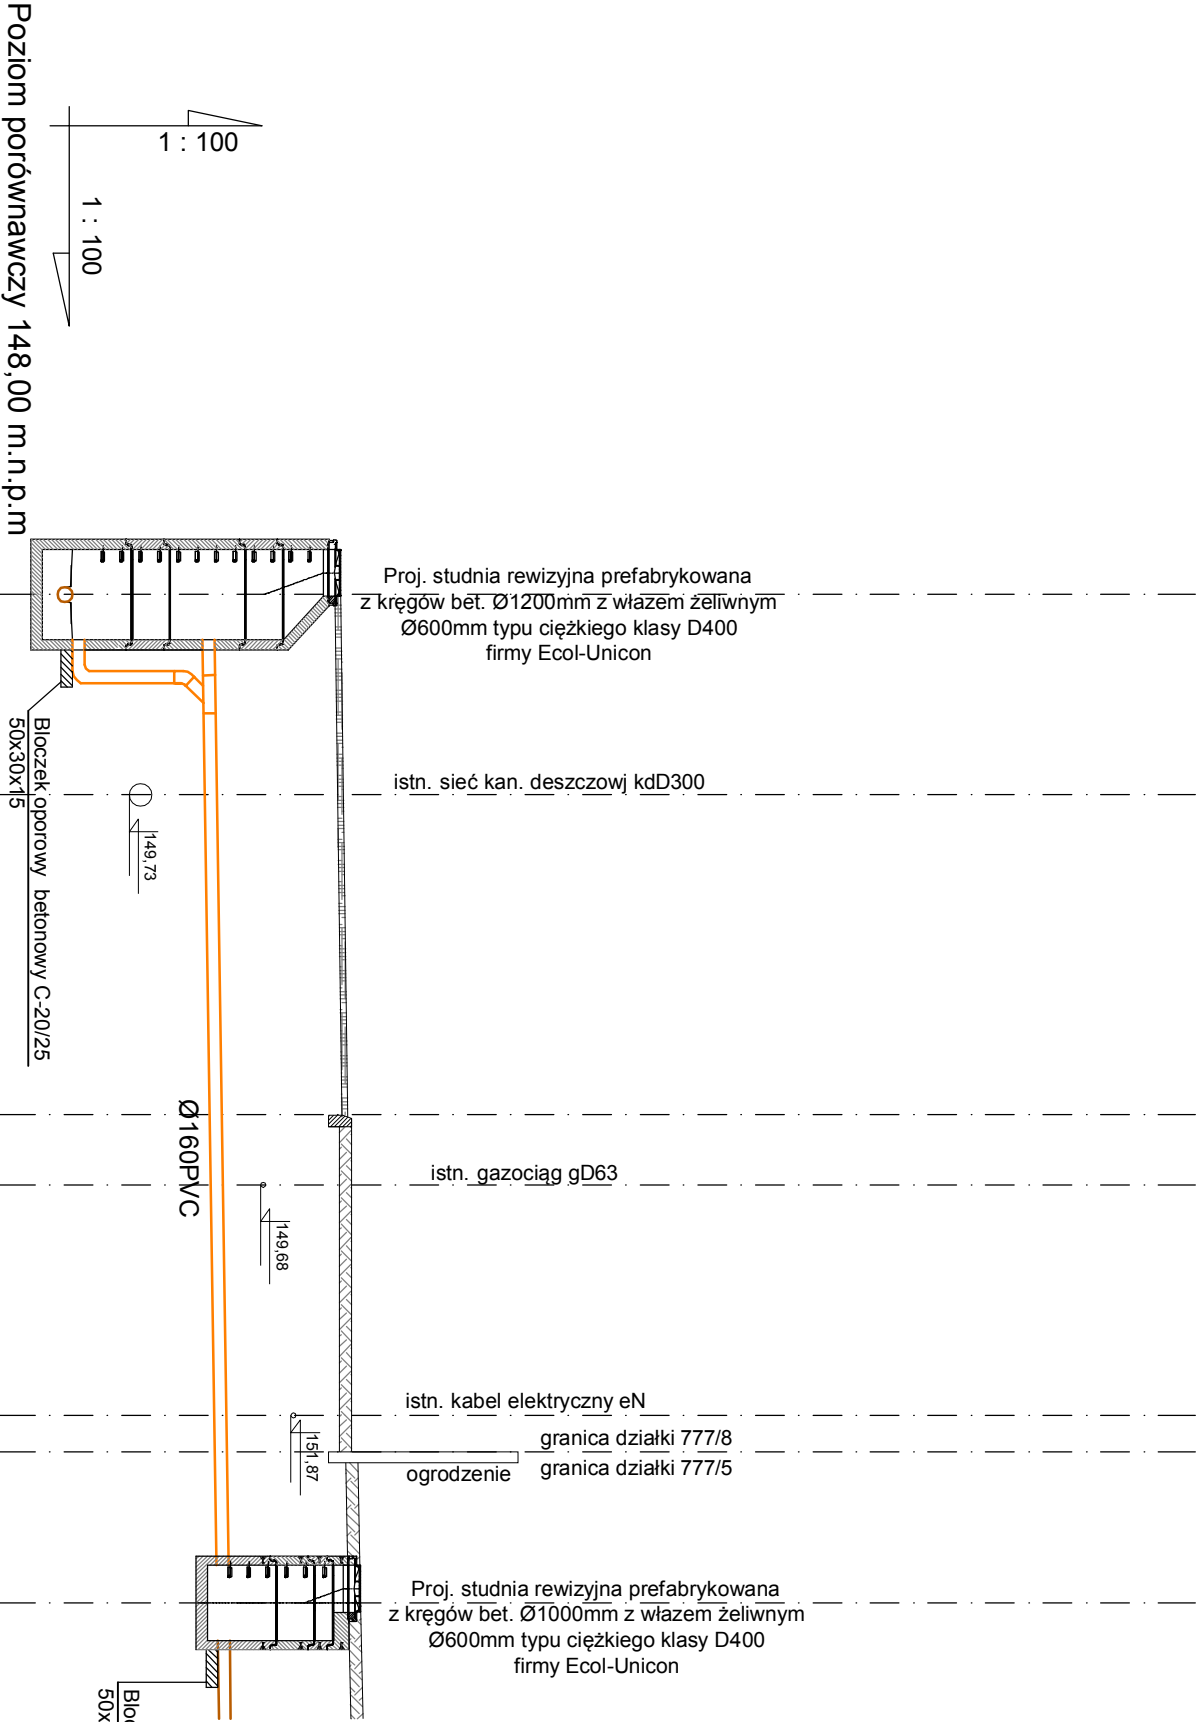 Poziom porównawczy 148,00 m.n.p.m
1 : 100
1 : 100
Proj. studnia rewizyjna prefabrykowana
z kręgów bet. Ø1200mm z włazem żeliwnym
Ø600mm typu ciężkiego klasy D400
firmy Ecol-Unicon
Bloczek oporowy betonowy C-20/25
50x30x15
istn. sieć kan. deszczowj kdD300
149,73
Ø160PVC
istn. gazociąg gD63
149,68
istn. kabel elektryczny eN
151,87
granica działki 777/8
ogrodzenie
granica działki 777/5
Proj. studnia rewizyjna prefabrykowana
z kręgów bet. Ø1000mm z włazem żeliwnym
Ø600mm typu ciężkiego klasy D400
firmy Ecol-Unicon